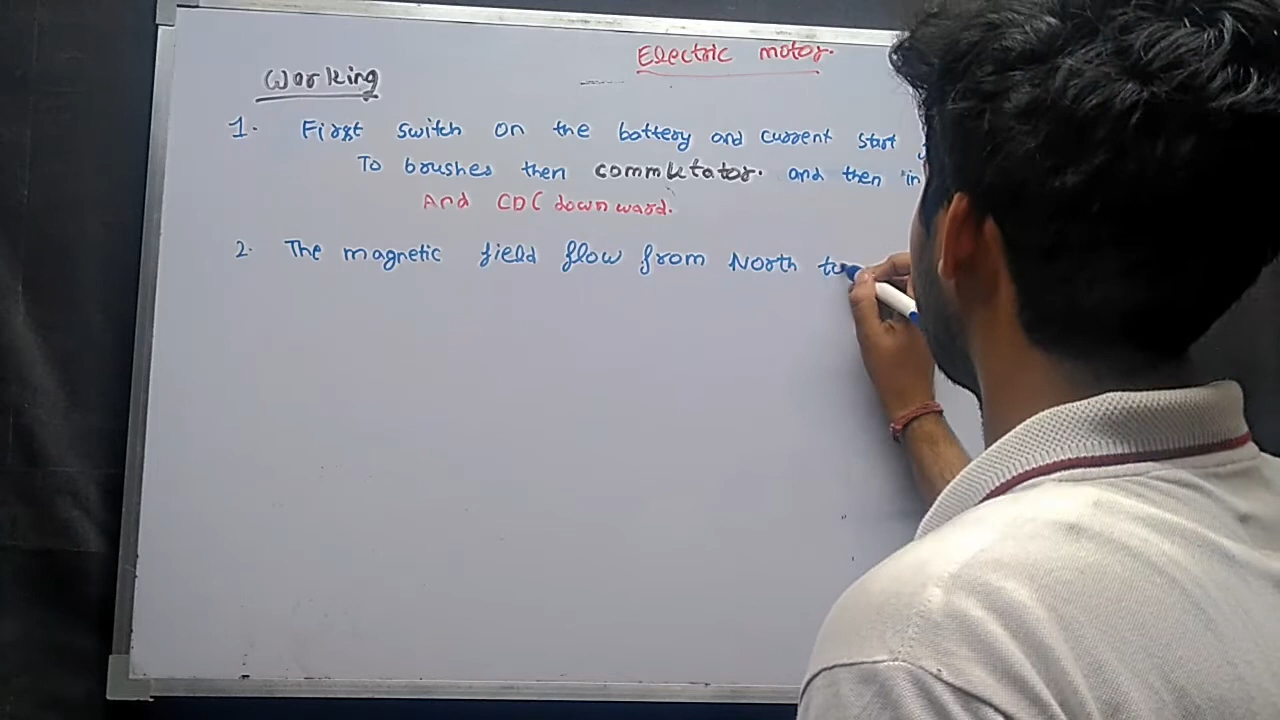 Electric motor.
Working
1. First switch on the battery and current start
To brushes then commutator. and then in
And CDC downward.
2. The magnetic field flow from North to